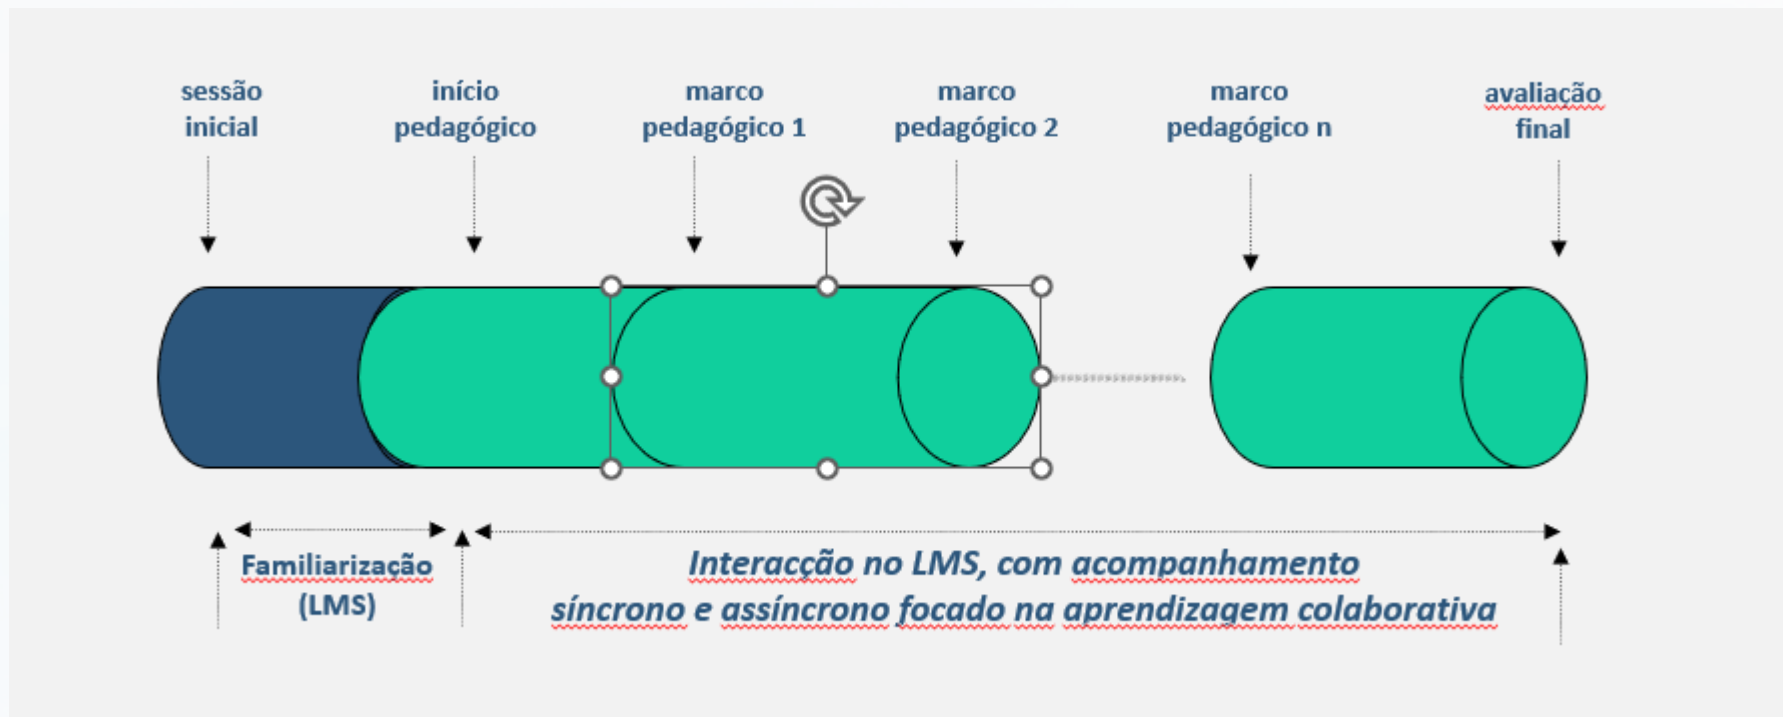 sessão
inicial
início
pedagógico
marco
pedagógico 1
marco
pedagógico 2
marco
pedagógico n
avaliação
final
Familiarização
(LMS)
Interacção no LMS, com acompanhamento
síncrono e assíncrono focado na aprendizagem colaborativa